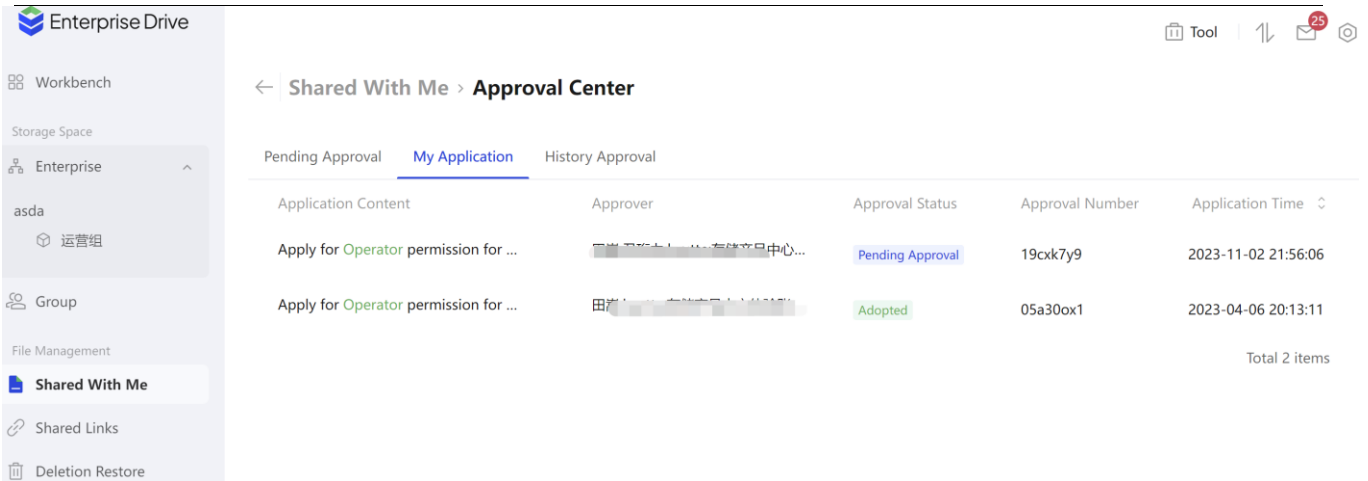 Enterprise Drive
Tool
25
Workbench
Shared With Me > Approval Center
Storage Space
Enterprise
Pending Approval My Application History Approval
asda
运营组
Application Content Approver Approval Status Approval Number Application Time
Apply for Operator permission for ... 中心... Pending Approval 19cxk7y9 2023-11-02 21:56:06
Group
Apply for Operator permission for ... Adopted 05a30ox1 2023-04-06 20:13:11
File Management
Total 2 items
Shared With Me
Shared Links
Deletion Restore